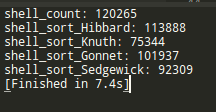 shell_count: 120265
shell_sort_Hibbard: 113888
shell_sort_Knuth: 75344
shell_sort_Gonnet: 101937
shell_sort_Sedgewick: 92309
[Finished in 7.4s]